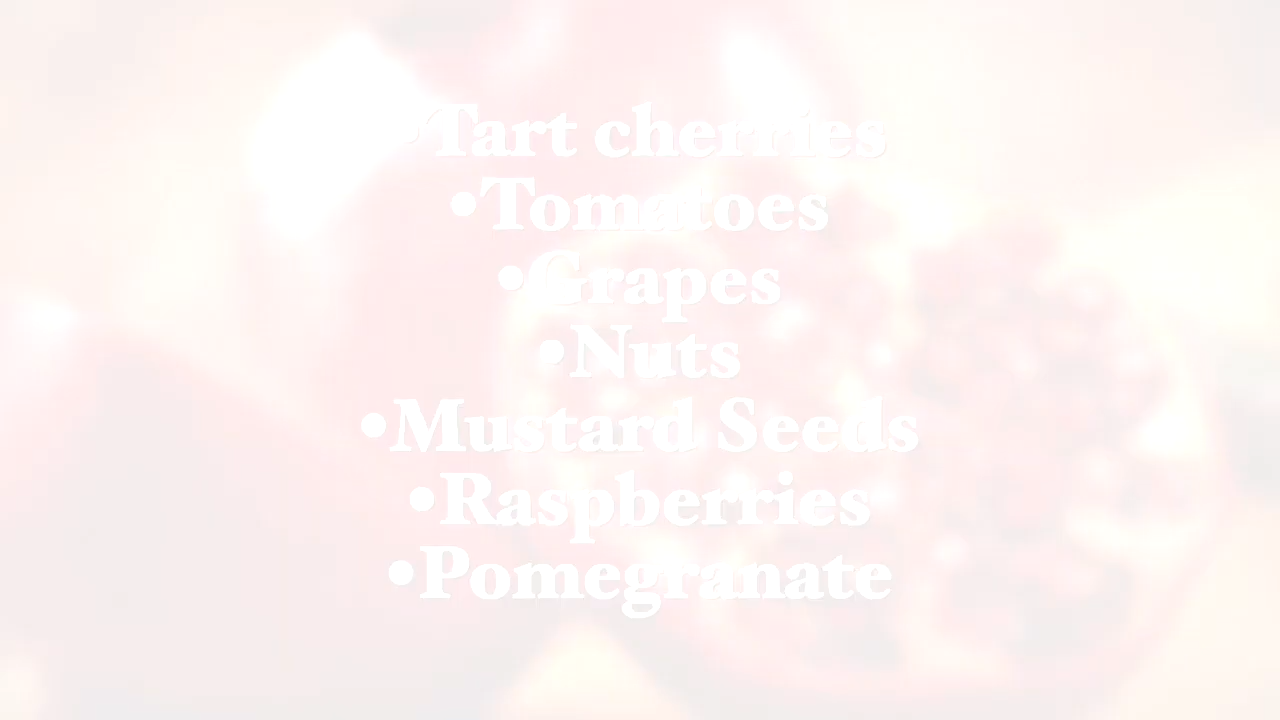 •Tart cherries
•Tomatoes
•Grapes
•Nuts
•Mustard Seeds
•Raspberries
•Pomegranate